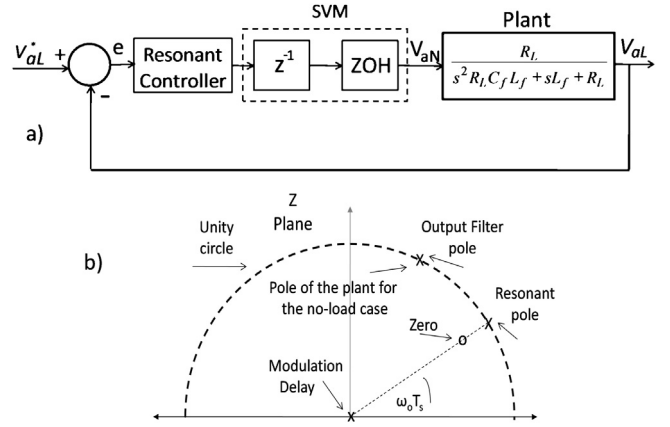 SVM
Plant
V*aL
+
e
Resonant
Controller
z-1
ZOH
VaN
RL
s2RLCfLf+sLf+RL
VaL
-
a)
Z
Plane
Unity
circle
Output Filter
pole
b)
Pole of the plant for
the no-load case
Resonant
pole
Zero
Modulation
Delay
ωoTs